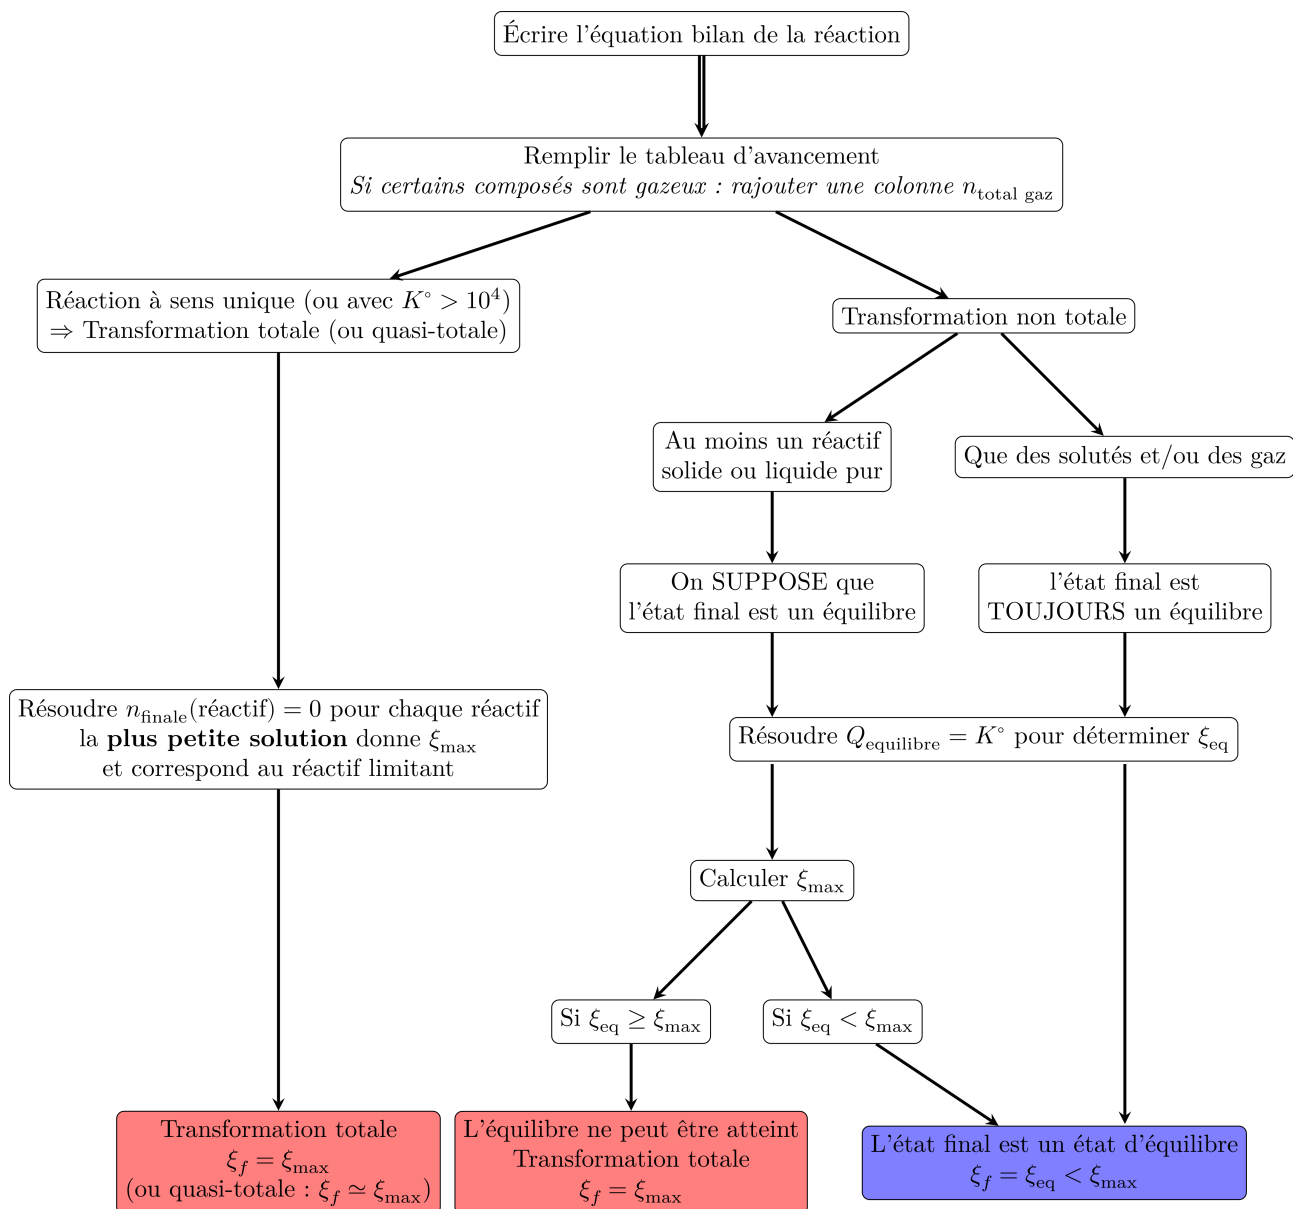 Écrire l'équation bilan de la réaction
Remplir le tableau d'avancement
Si certains composés sont gazeux : rajouter une colonne n_total gaz
Réaction à sens unique (ou avec K° > 10⁴)
⇒ Transformation totale (ou quasi-totale)
Transformation non totale
Au moins un réactif
solide ou liquide pur
Que des solutés et/ou des gaz
On SUPPOSE que
l'état final est un équilibre
l'état final est
TOUJOURS un équilibre
Résoudre n_finale(réactif) = 0 pour chaque réactif
la plus petite solution donne ξ_max
et correspond au réactif limitant
Résoudre Q_equilibre = K° pour déterminer ξ_eq
Calculer ξ_max
Si ξ_eq ≥ ξ_max
Si ξ_eq < ξ_max
Transformation totale
ξ_f = ξ_max
(ou quasi-totale : ξ_f ≃ ξ_max)
L'équilibre ne peut être atteint
Transformation totale
ξ_f = ξ_max
L'état final est un état d'équilibre
ξ_f = ξ_eq < ξ_max